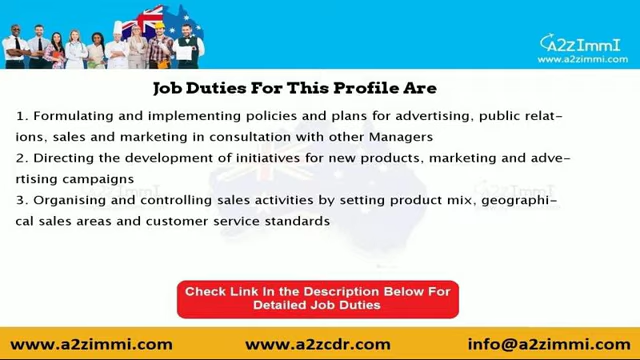 A2zImmI
www.a2zimmi.com
Job Duties For This Profile Are
1. Formulating and implementing policies and plans for advertising, public relat-
ions, sales and marketing in consultation with other Managers
2. Directing the development of initiatives for new products, marketing and adve-
rtising campaigns
3. Organising and controlling sales activities by setting product mix, geographi-
cal sales areas and customer service standards
Check Link In the Description Below For
Detailed Job Duties
www.a2zimmi.com www.a2zcdr.com info@a2zimmi.com